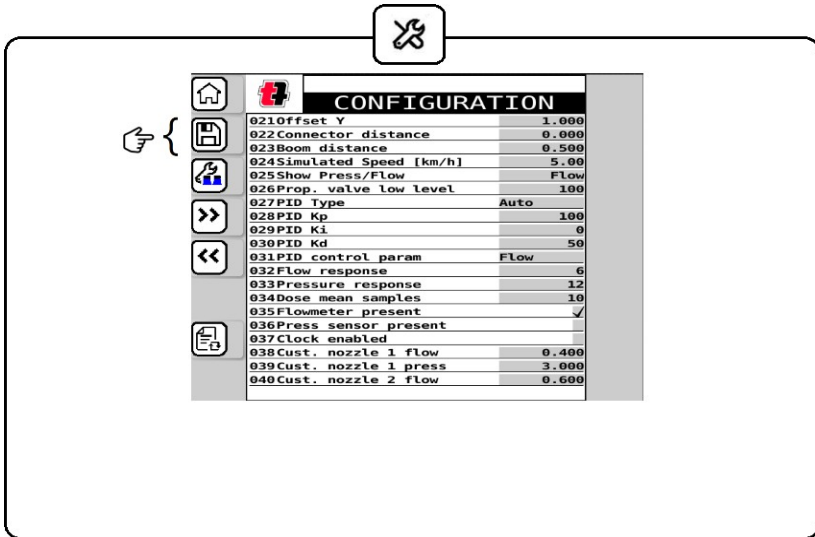 CONFIGURATION
021Offset Y 1.000
022Connector distance 0.000
023Boom distance 0.500
024Simulated Speed [km/h] 5.00
025Show Press/Flow Flow
026Prop. valve low level 100
027PID Type Auto
028PID Kp 100
029PID Ki 0
030PID Kd 50
031PID control param Flow
032Flow response 6
033Pressure response 12
034Dose mean samples 10
035Flowmeter present
036Press sensor present
037Clock enabled
038Cust. nozzle 1 flow 0.400
039Cust. nozzle 1 press 3.000
040Cust. nozzle 2 flow 0.600